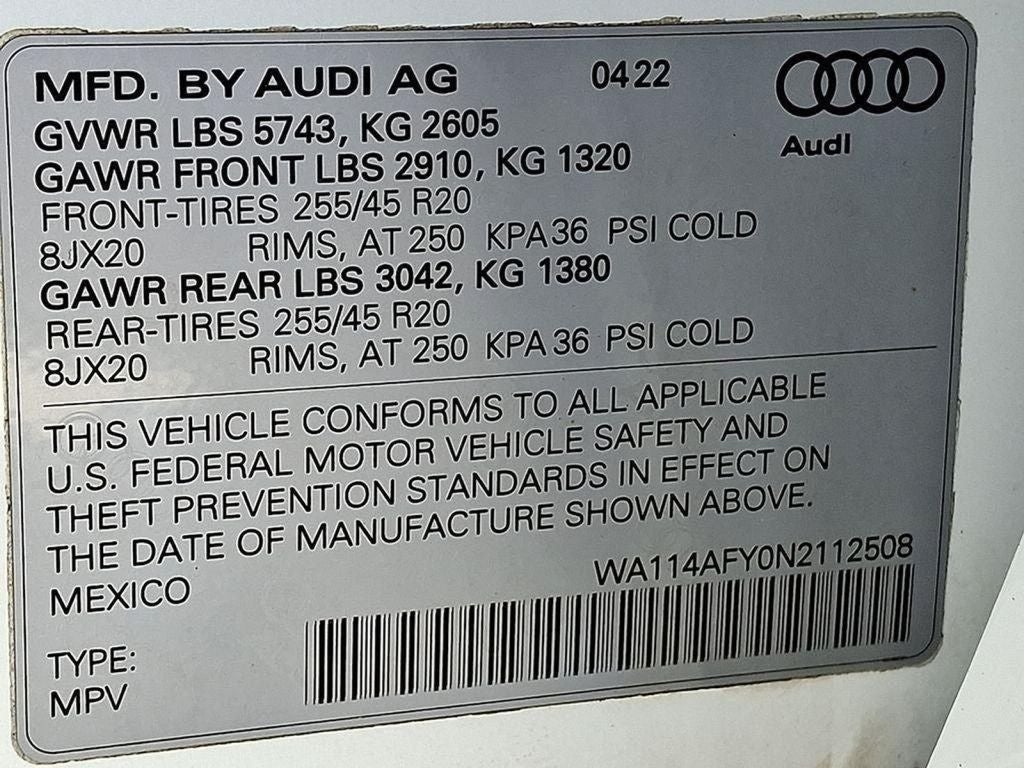 MFD. BY AUDI AG 0422
Audi
GVWR LBS 5743, KG 2605
GAWR FRONT LBS 2910, KG 1320
FRONT-TIRES 255/45 R20
8JX20 RIMS, AT 250 KPA 36 PSI COLD
GAWR REAR LBS 3042, KG 1380
REAR-TIRES 255/45 R20
8JX20 RIMS, AT 250 KPA 36 PSI COLD
THIS VEHICLE CONFORMS TO ALL APPLICABLE
U.S. FEDERAL MOTOR VEHICLE SAFETY AND
THEFT PREVENTION STANDARDS IN EFFECT ON
THE DATE OF MANUFACTURE SHOWN ABOVE.
MEXICO WA114AFY0N2112508
TYPE:
MPV